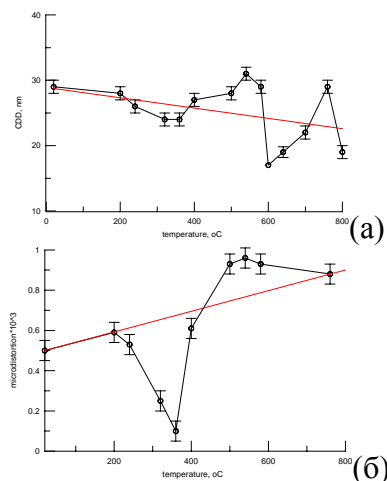 40
30
20
10
CDD, nm
0 200 400 600 800
temperature, oC
(а)
1
0.8
0.6
0.4
0.2
0
microdistortion*10^3
200 400 600 800
temperature, oC
(б)